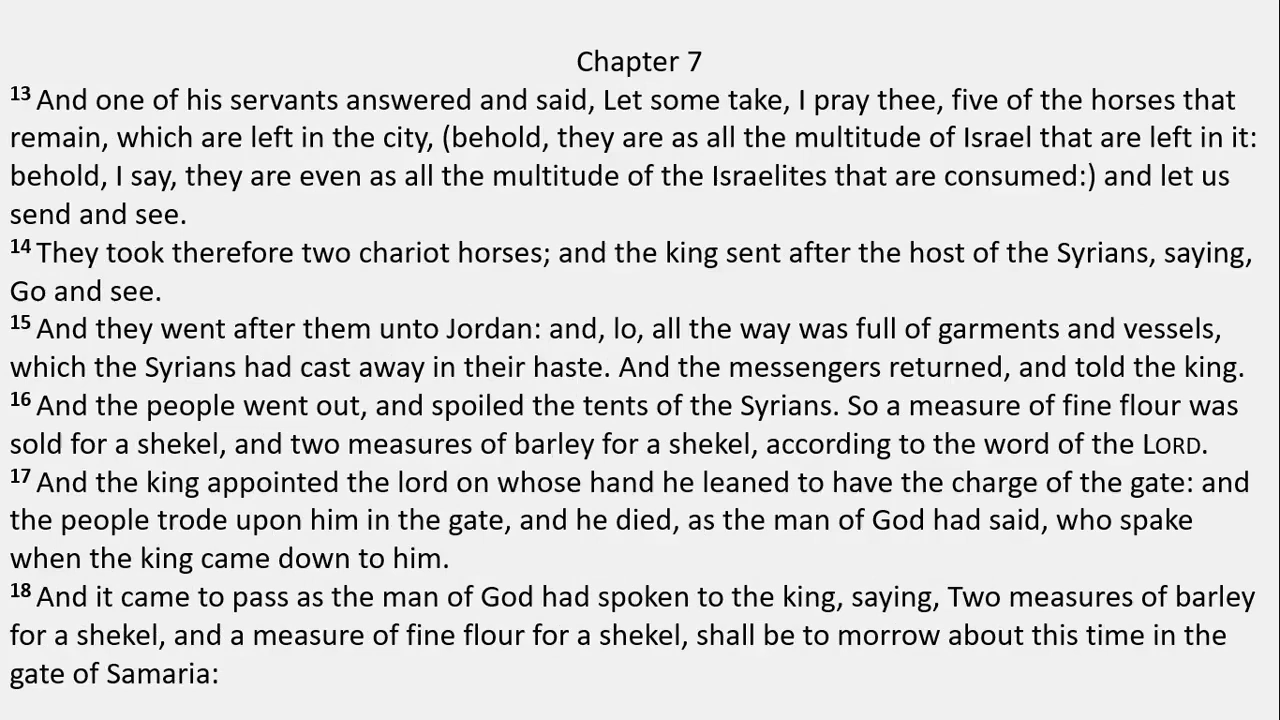 Chapter 7
13 And one of his servants answered and said, Let some take, I pray thee, five of the horses that
remain, which are left in the city, (behold, they are as all the multitude of Israel that are left in it:
behold, I say, they are even as all the multitude of the Israelites that are consumed:) and let us
send and see.
14 They took therefore two chariot horses; and the king sent after the host of the Syrians, saying,
Go and see.
15 And they went after them unto Jordan: and, lo, all the way was full of garments and vessels,
which the Syrians had cast away in their haste. And the messengers returned, and told the king.
16 And the people went out, and spoiled the tents of the Syrians. So a measure of fine flour was
sold for a shekel, and two measures of barley for a shekel, according to the word of the LORD.
17 And the king appointed the lord on whose hand he leaned to have the charge of the gate: and
the people trode upon him in the gate, and he died, as the man of God had said, who spake
when the king came down to him.
18 And it came to pass as the man of God had spoken to the king, saying, Two measures of barley
for a shekel, and a measure of fine flour for a shekel, shall be to morrow about this time in the
gate of Samaria: